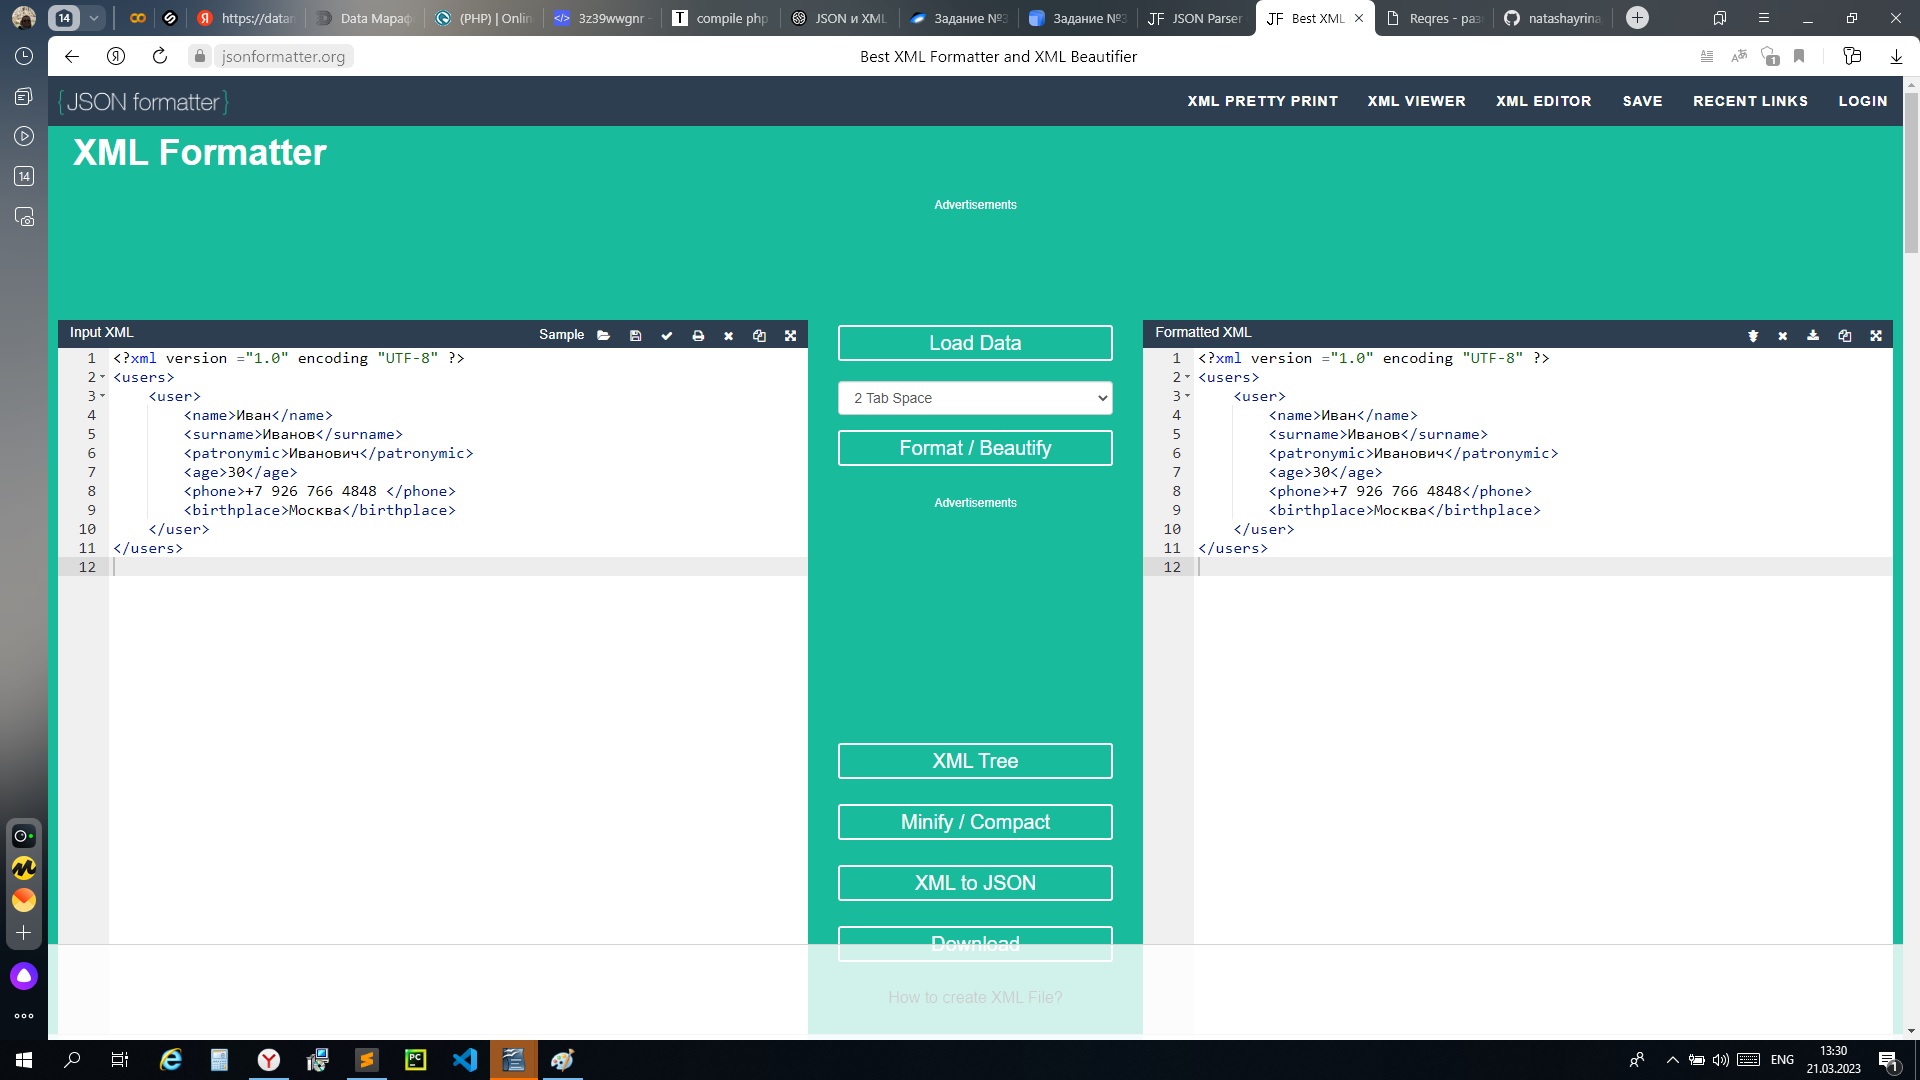 14
https://datan
Data Мараф
(PHP) | Onlin
3z39wwgnr -
compile php
JSON и XML
Задание №3
Задание №3
JSON Parser
Best XML
Reqres - раз
natashayrina
jsonformatter.org
Best XML Formatter and XML Beautifier
1
{JSON formatter}
XML PRETTY PRINT
XML VIEWER
XML EDITOR
SAVE
RECENT LINKS
LOGIN
14
XML Formatter
Advertisements
Input XML
Sample
1 <?xml version ="1.0" encoding "UTF-8" ?>
2 <users>
3 <user>
4 <name>Иван</name>
5 <surname>Иванов</surname>
6 <patronymic>Иванович</patronymic>
7 <age>30</age>
8 <phone>+7 926 766 4848 </phone>
9 <birthplace>Москва</birthplace>
10 </user>
11 </users>
12
Load Data
2 Tab Space
Format / Beautify
Advertisements
XML Tree
Minify / Compact
XML to JSON
Download
How to create XML File?
Formatted XML
1 <?xml version ="1.0" encoding "UTF-8" ?>
2 <users>
3 <user>
4 <name>Иван</name>
5 <surname>Иванов</surname>
6 <patronymic>Иванович</patronymic>
7 <age>30</age>
8 <phone>+7 926 766 4848</phone>
9 <birthplace>Москва</birthplace>
10 </user>
11 </users>
12
ENG
13:30
21.03.2023
1